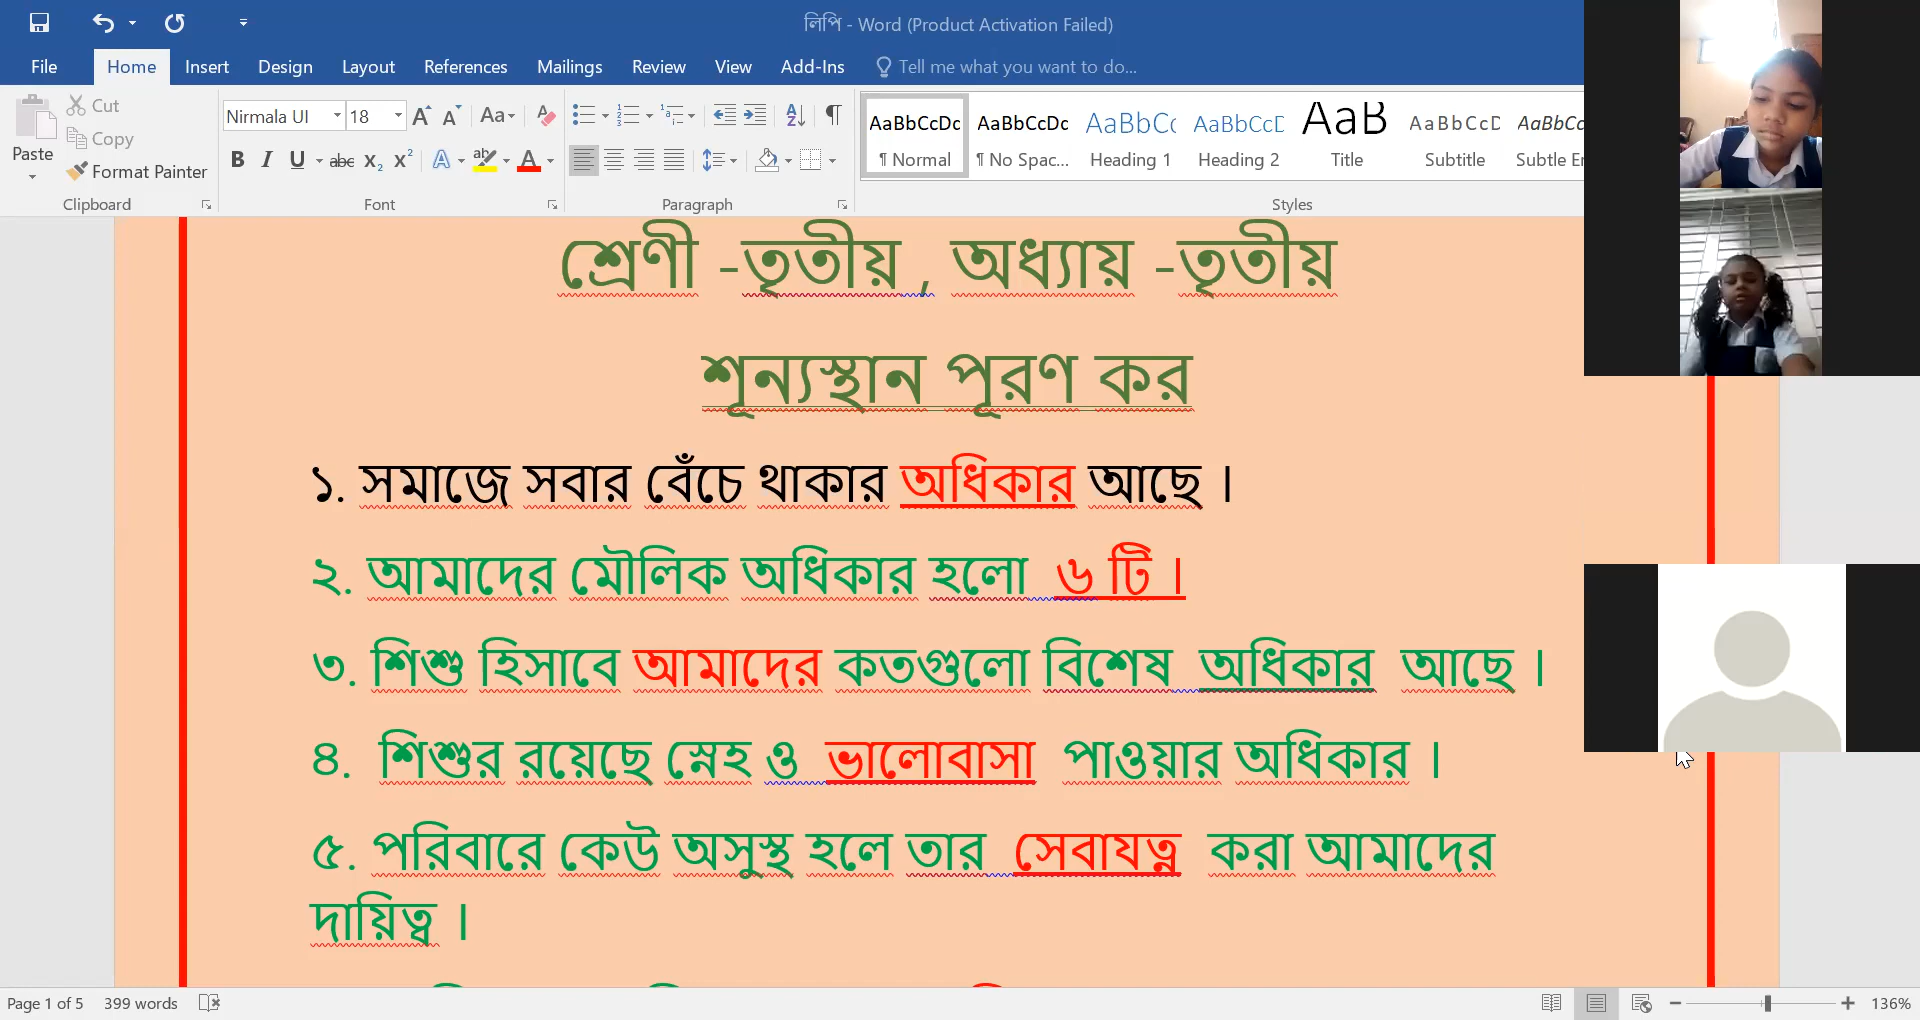 লিপি - Word (Product Activation Failed)
File Home Insert Design Layout References Mailings Review View Add-Ins Tell me what you want to do...
Cut
Copy
Paste
Format Painter
Nirmala UI 18
AaBbCcDc AaBbCcDc AaBbCc AaBbCcD AaB AaBbCcD AaBbCc
¶ Normal ¶ No Spac... Heading 1 Heading 2 Title Subtitle Subtle
Clipboard Font Paragraph Styles
শ্রেণী -তৃতীয় , অধ্যায় -তৃতীয়
শূন্যস্থান পূরণ কর
১. সমাজে সবার বেঁচে থাকার অধিকার আছে ।
২. আমাদের মৌলিক অধিকার হলো ৬ টি ।
৩. শিশু হিসাবে আমাদের কতগুলো বিশেষ অধিকার আছে ।
৪. শিশুর রয়েছে স্নেহ ও ভালোবাসা পাওয়ার অধিকার ।
৫. পরিবারে কেউ অসুস্থ হলে তার সেবাযত্ন করা আমাদের
দায়িত্ব ।
Page 1 of 5 399 words 136%